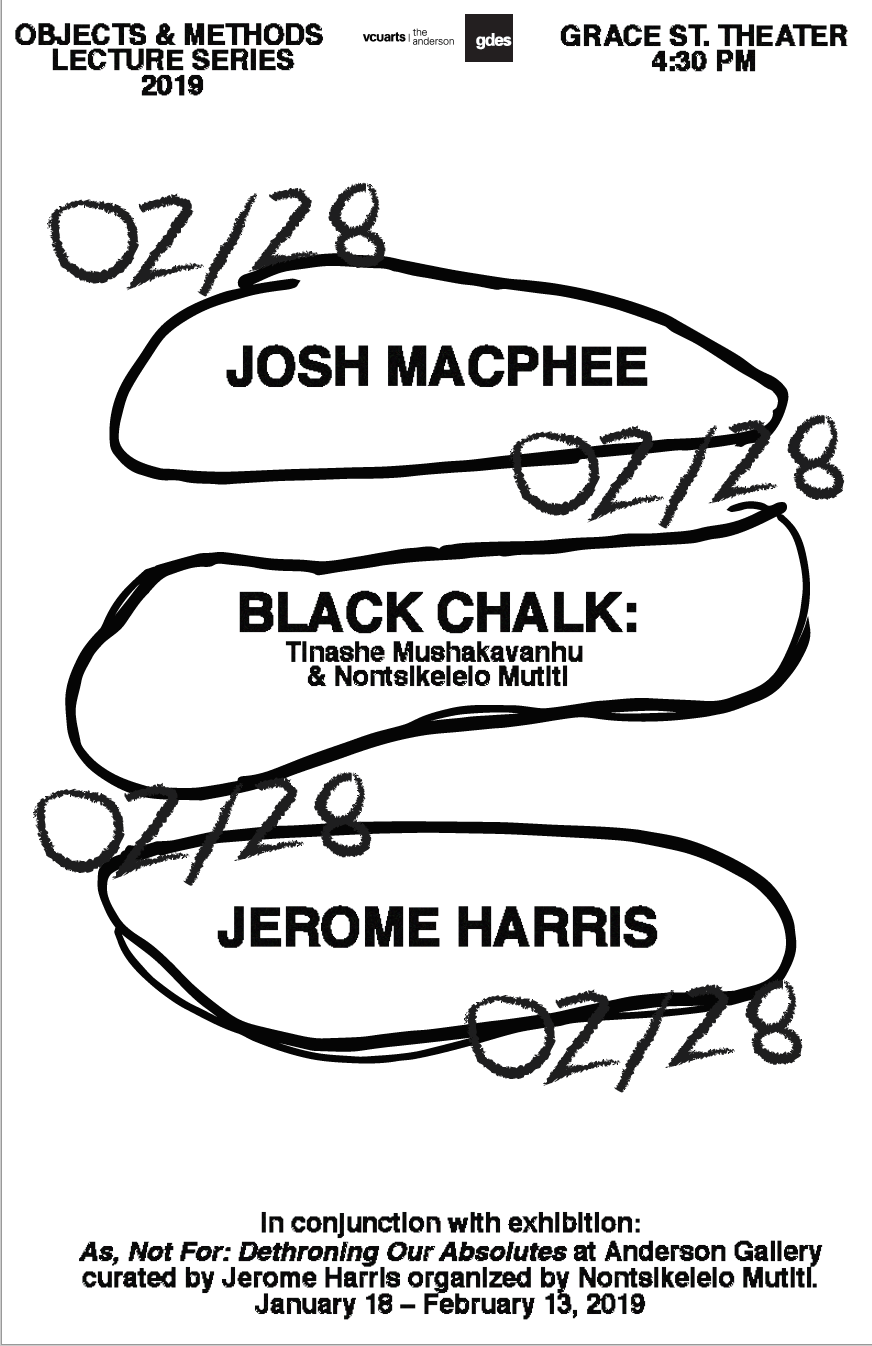 OBJECTS & METHODS
LECTURE SERIES
2019
vcuarts | the
anderson
gdes
GRACE ST. THEATER
4:30 PM
02/28
JOSH MACPHEE
02/28
BLACK CHALK:
Tinashe Mushakavanhu
& Nontsikelelo Mutiti
02/28
JEROME HARRIS
02/28
In conjunction with exhibition:
As, Not For: Dethroning Our Absolutes at Anderson Gallery
curated by Jerome Harris organized by Nontsikelelo Mutiti.
January 18 – February 13, 2019